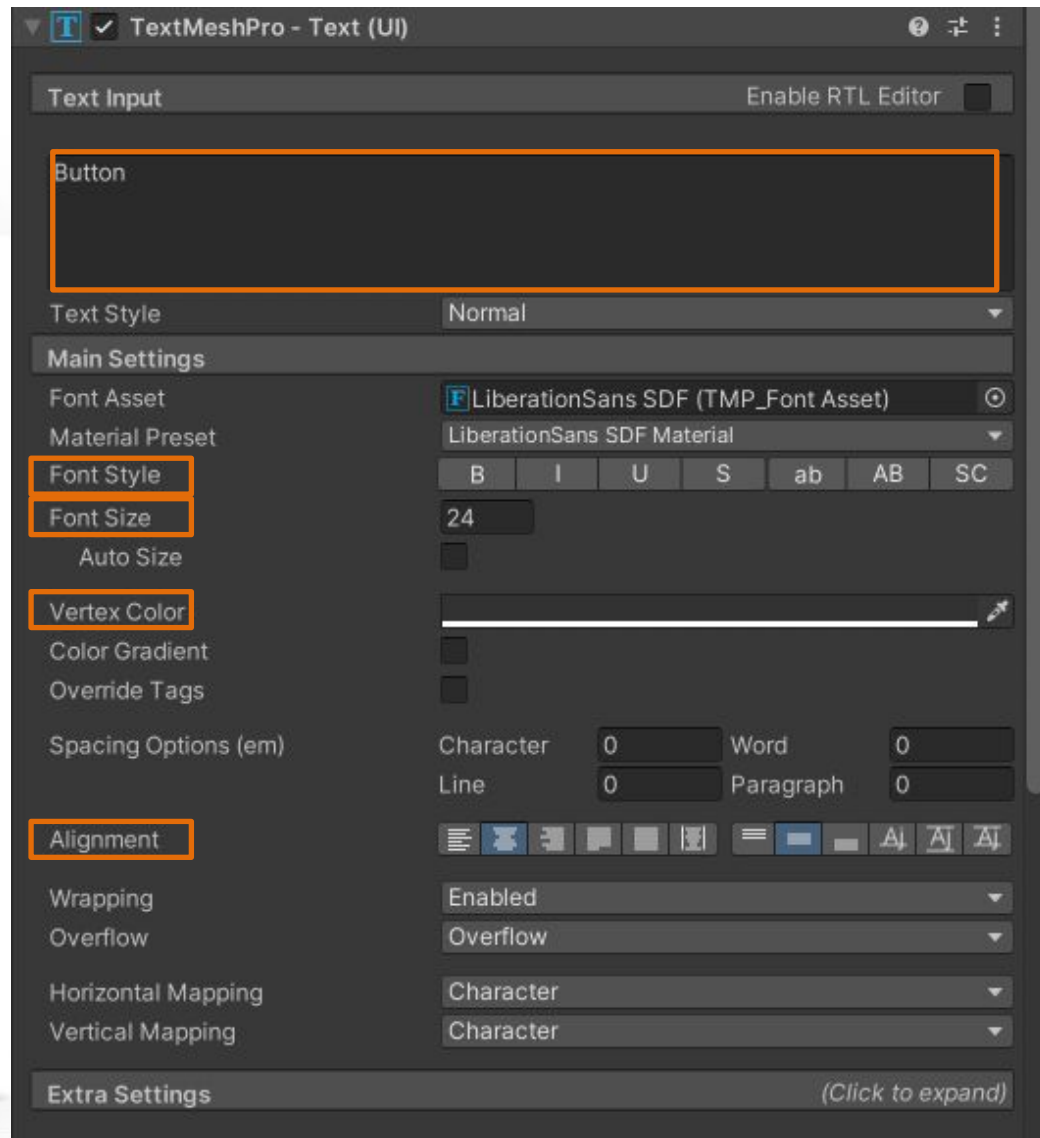 TextMeshPro - Text (UI)
Text Input Enable RTL Editor
Button
Text Style Normal
Main Settings
Font Asset F LiberationSans SDF (TMP_Font Asset)
Material Preset LiberationSans SDF Material
Font Style B I U S ab AB SC
Font Size 24
Auto Size
Vertex Color
Color Gradient
Override Tags
Spacing Options (em) Character 0 Word 0
Line 0 Paragraph 0
Alignment
Wrapping Enabled
Overflow Overflow
Horizontal Mapping Character
Vertical Mapping Character
Extra Settings (Click to expand)